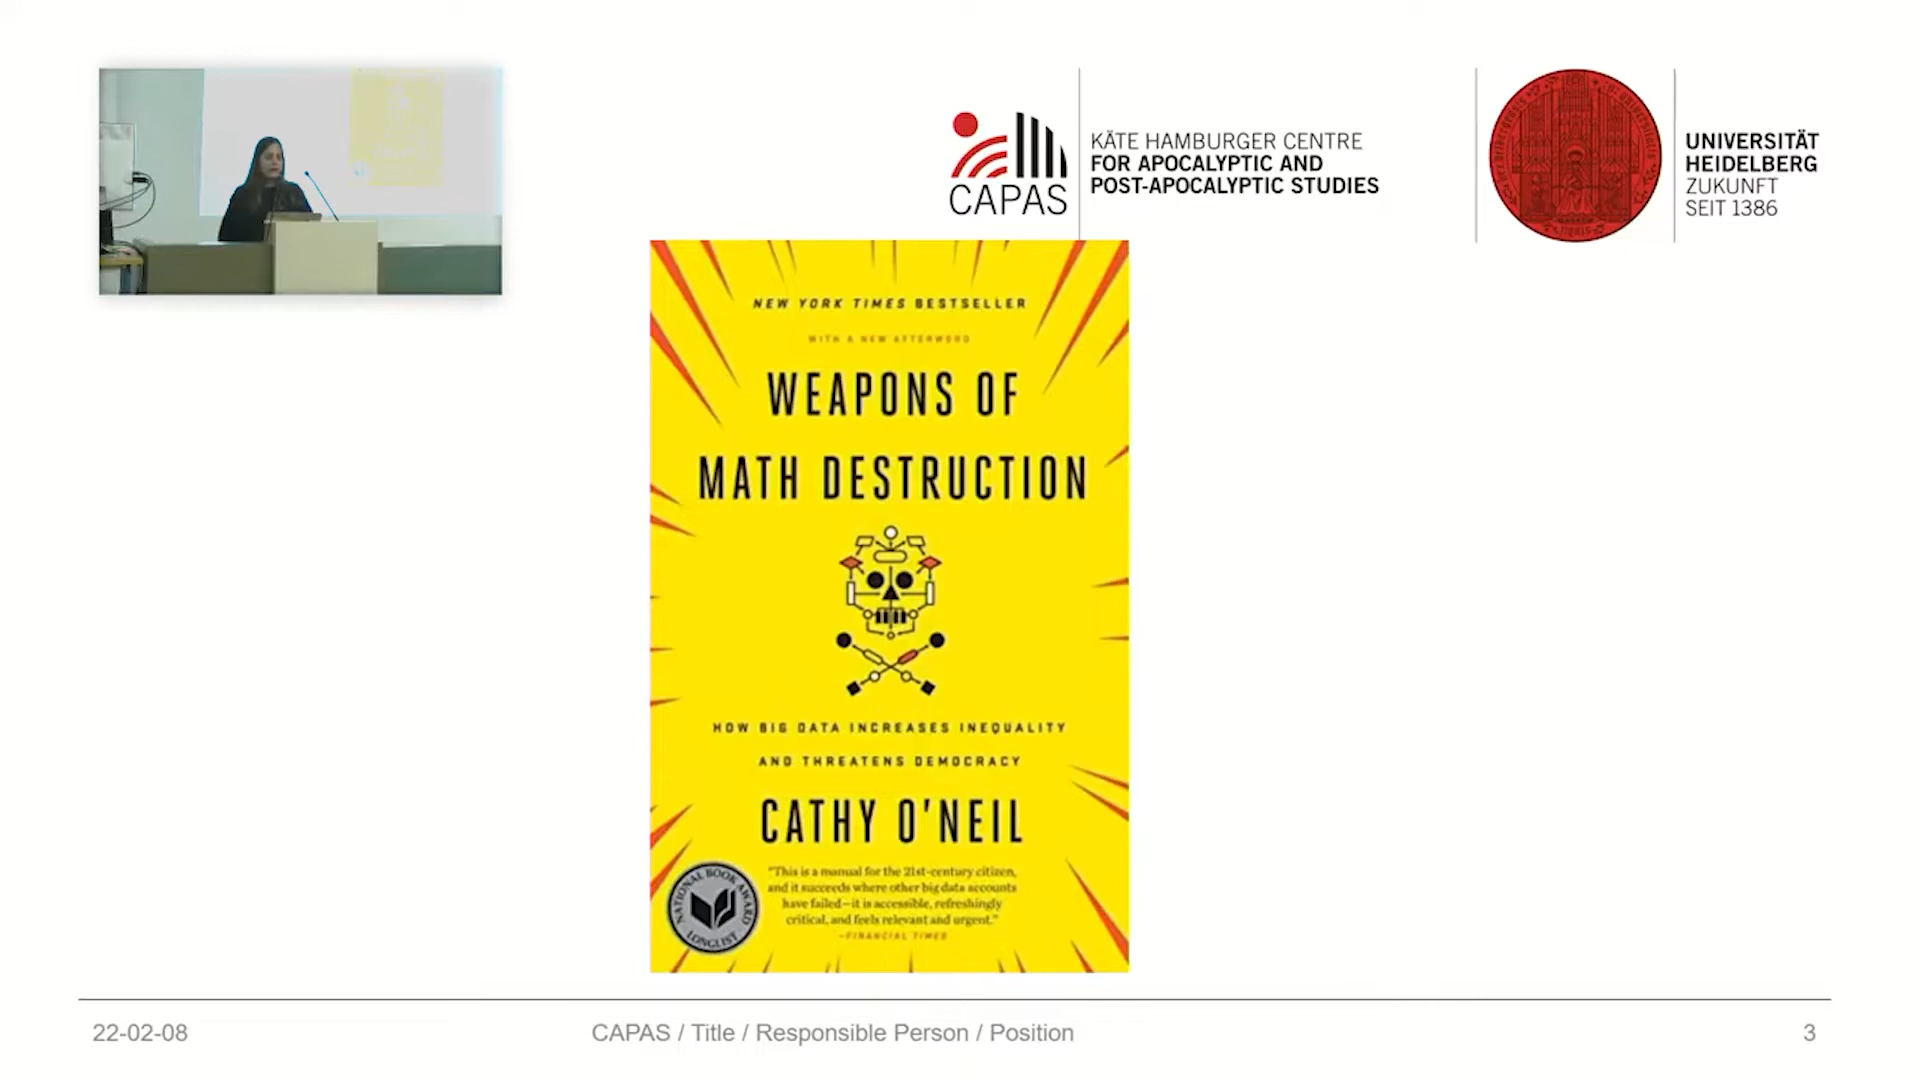 CAPAS
KÄTE HAMBURGER CENTRE
FOR APOCALYPTIC AND
POST-APOCALYPTIC STUDIES
UNIVERSITÄT
HEIDELBERG
ZUKUNFT
SEIT 1386
NEW YORK TIMES BESTSELLER
WITH A NEW AFTERWORD
WEAPONS OF
MATH DESTRUCTION
HOW BIG DATA INCREASES INEQUALITY
AND THREATENS DEMOCRACY
CATHY O'NEIL
NATIONAL BOOK AWARD
LONGLIST
"This is a manual for the 21st-century citizen,
and it succeeds where other big data accounts
have failed—it is accessible, refreshingly
critical, and feels relevant and urgent."
—FINANCIAL TIMES
22-02-08
CAPAS / Title / Responsible Person / Position
3